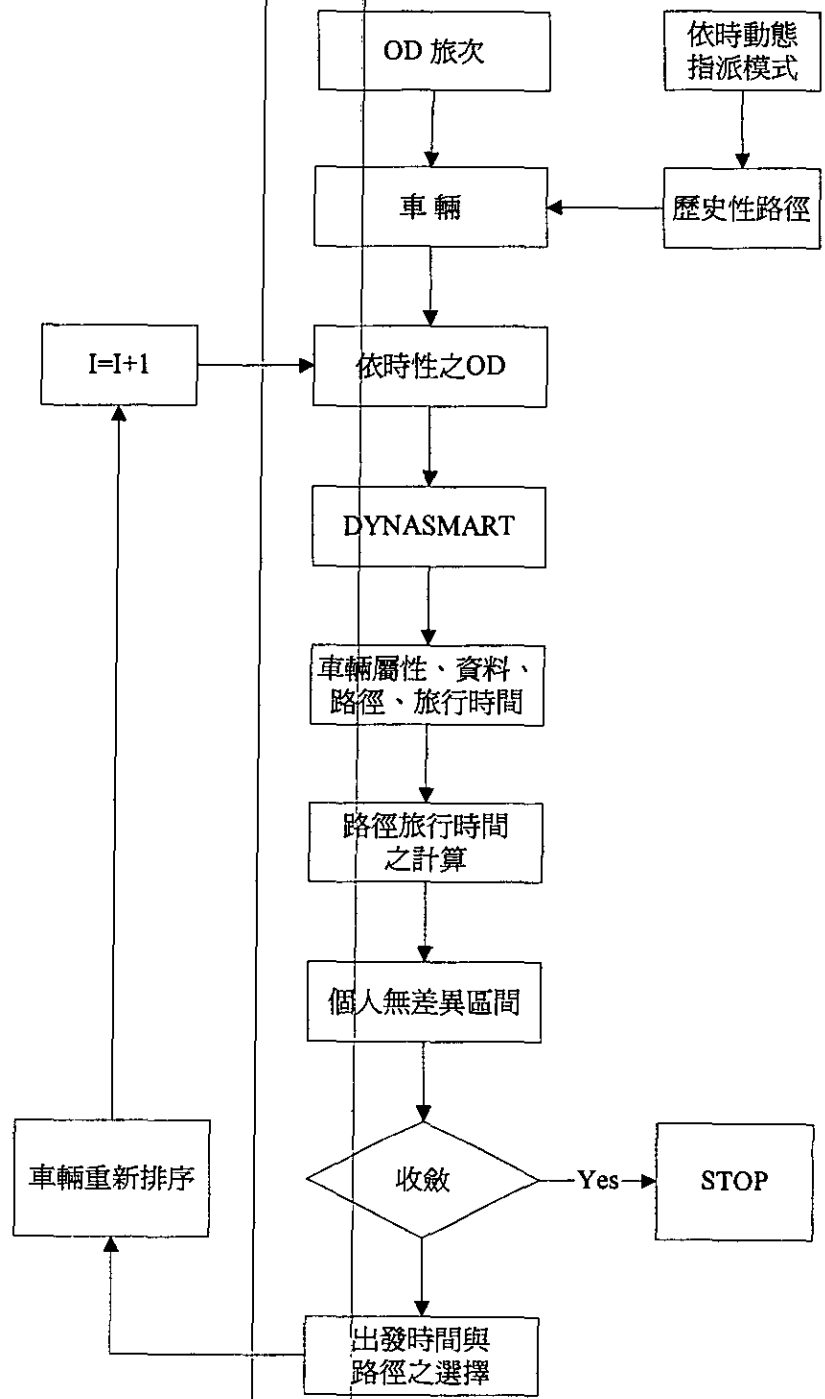 OD 旅次
依時動態
指派模式
車輛
歷史性路徑
I=I+1
依時性之OD
DYNASMART
車輛屬性、資料、
路徑、旅行時間
路徑旅行時間
之計算
個人無差異區間
收斂
Yes
STOP
車輛重新排序
出發時間與
路徑之選擇